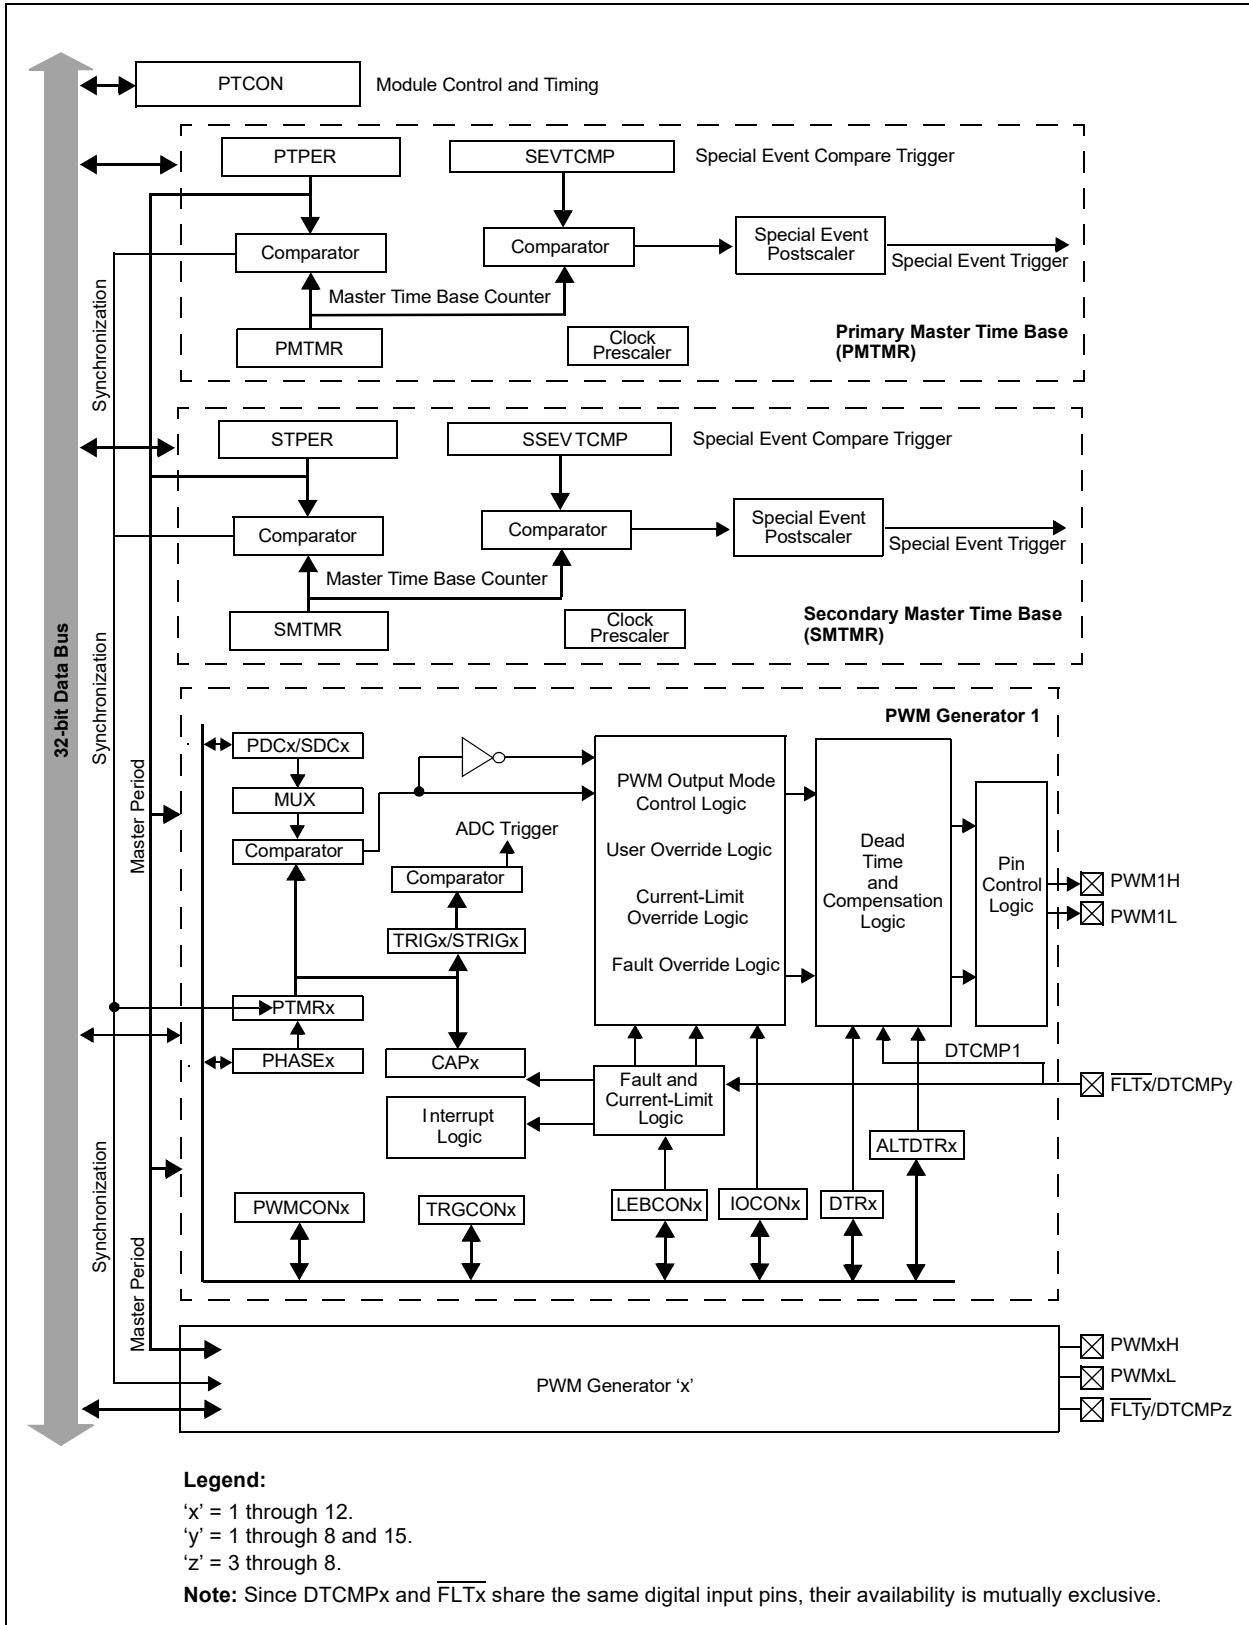 PTCON
Module Control and Timing
PTPER
SEVTCMP
Special Event Compare Trigger
Comparator
Comparator
Special Event
Postscaler
Special Event Trigger
Master Time Base Counter
PMTMR
Clock
Prescaler
Primary Master Time Base
(PMTMR)
Synchronization
STPER
SSEVTCMP
Special Event Compare Trigger
Comparator
Comparator
Special Event
Postscaler
Special Event Trigger
Master Time Base Counter
SMTMR
Clock
Prescaler
Secondary Master Time Base
(SMTMR)
32-bit Data Bus
Synchronization
Master Period
PWM Generator 1
PDCx/SDCx
MUX
Comparator
ADC Trigger
Comparator
TRIGx/STRIGx
PTMRx
PHASEx
CAPx
Interrupt
Logic
PWM Output Mode
Control Logic
User Override Logic
Current-Limit
Override Logic
Fault Override Logic
Dead
Time
and
Compensation
Logic
Pin
Control
Logic
PWM1H
PWM1L
DTCMP1
Fault and
Current-Limit
Logic
FLTx/DTCMPy
ALTDTRx
PWMCONx
TRGCONx
LEBCONx
IOCONx
DTRx
Synchronization
Master Period
PWM Generator ‘x’
PWMxH
PWMxL
FLTy/DTCMPz
Legend:
‘x’ = 1 through 12.
‘y’ = 1 through 8 and 15.
‘z’ = 3 through 8.
Note: Since DTCMPx and FLTx share the same digital input pins, their availability is mutually exclusive.